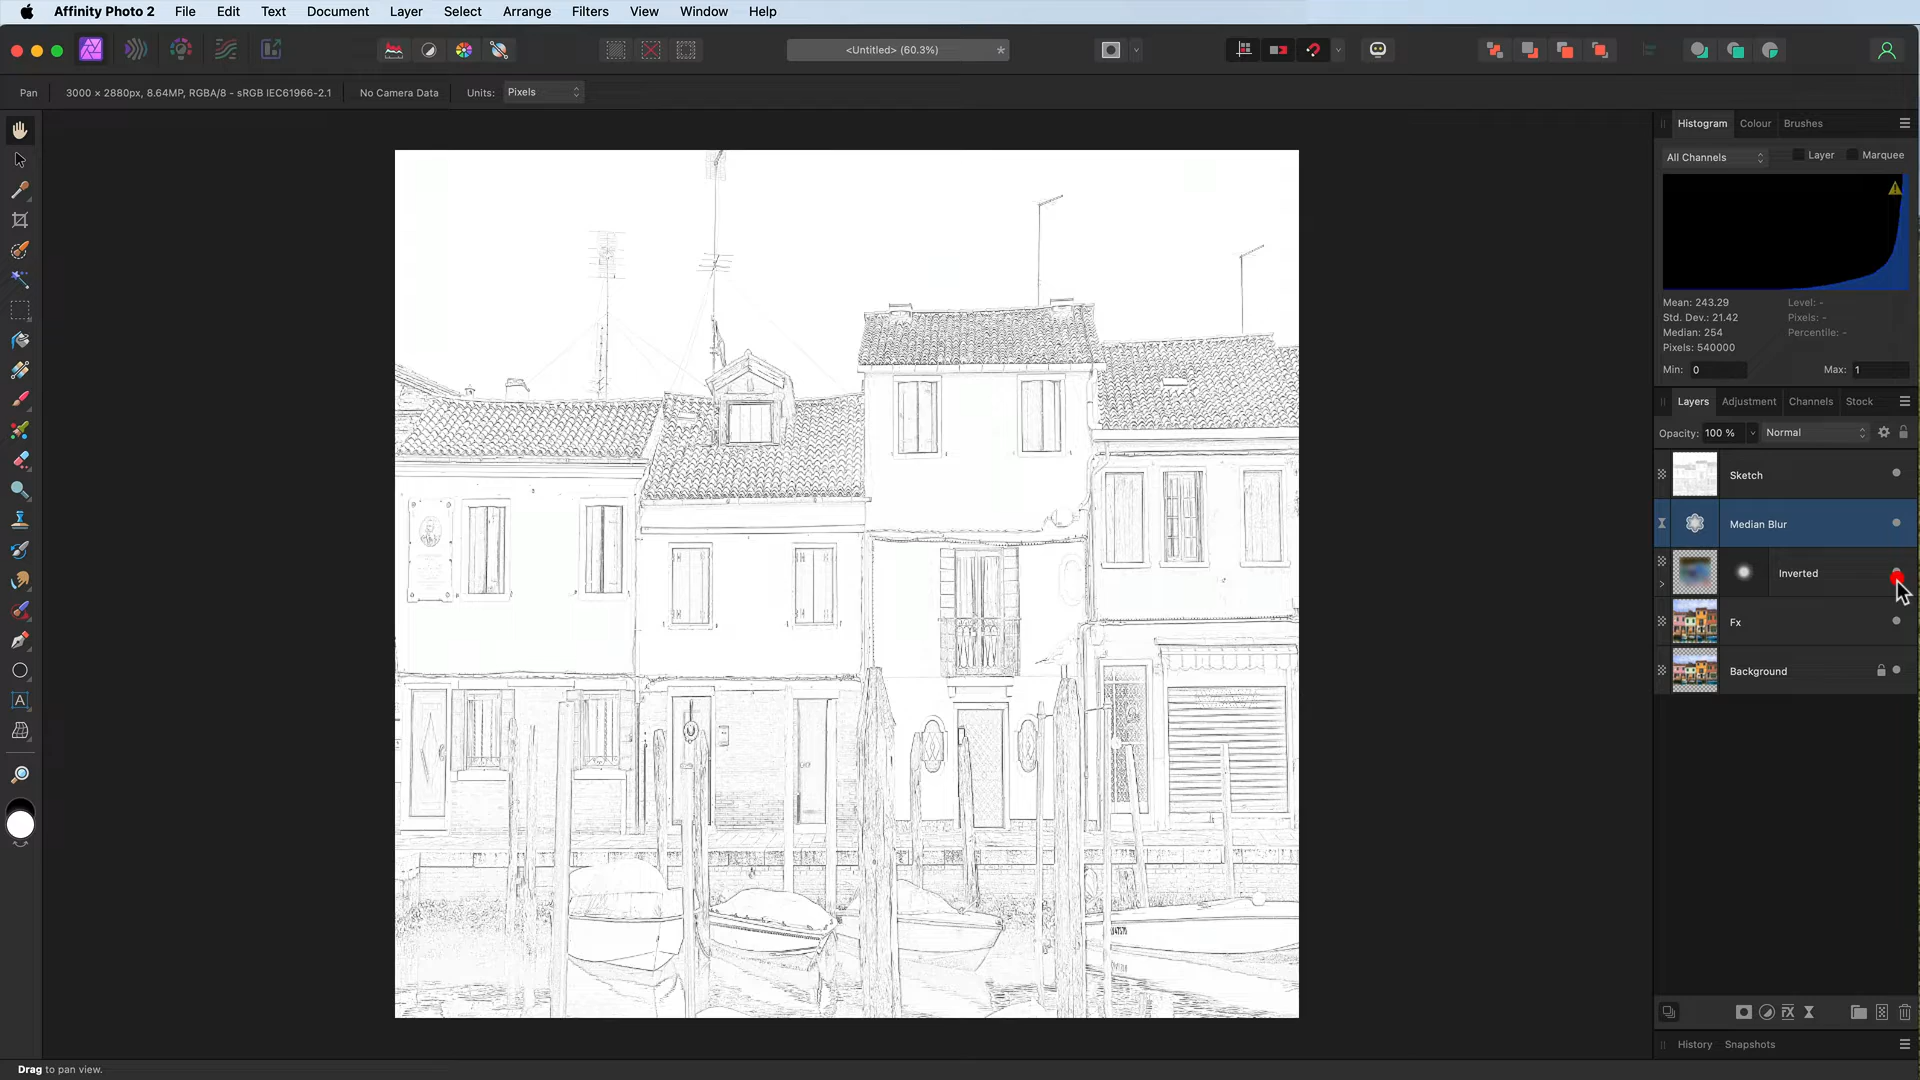 Affinity Photo 2 File Edit Text Document Layer Select Arrange Filters View Window Help
<Untitled> (60.3%) *
Pan 3000 × 2880px, 8.64MP, RGBA/8 - sRGB IEC61966-2.1 No Camera Data Units: Pixels
Histogram Colour Brushes
All Channels Layer Marquee
Mean: 243.29 Level: -
Std. Dev.: 21.42 Pixels: -
Median: 254 Percentile: -
Pixels: 540000
Min: 0 Max: 1
Layers Adjustment Channels Stock
Opacity: 100 % Normal
Sketch
Median Blur
Inverted
Fx
Background
History Snapshots
Drag to pan view.